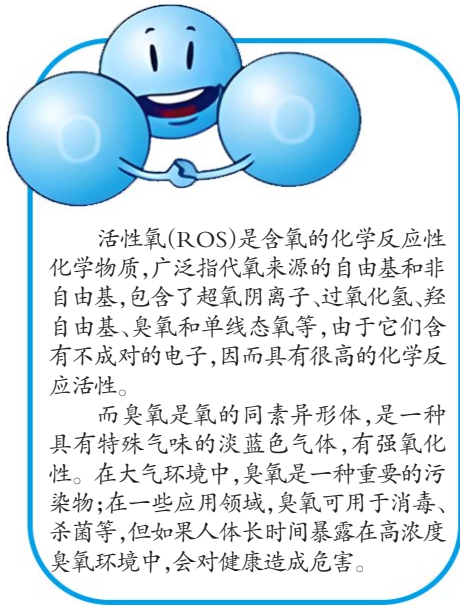 O
O
活性氧(ROS)是含氧的化学反应性
化学物质,广泛指代氧来源的自由基和非
自由基,包含了超氧阴离子、过氧化氢、羟
自由基、臭氧和单线态氧等,由于它们含
有不成对的电子,因而具有很高的化学反
应活性。
而臭氧是氧的同素异形体,是一种
具有特殊气味的淡蓝色气体,有强氧化
性。在大气环境中,臭氧是一种重要的污
染物;在一些应用领域,臭氧可用于消毒、
杀菌等,但如果人体长时间暴露在高浓度
臭氧环境中,会对健康造成危害。